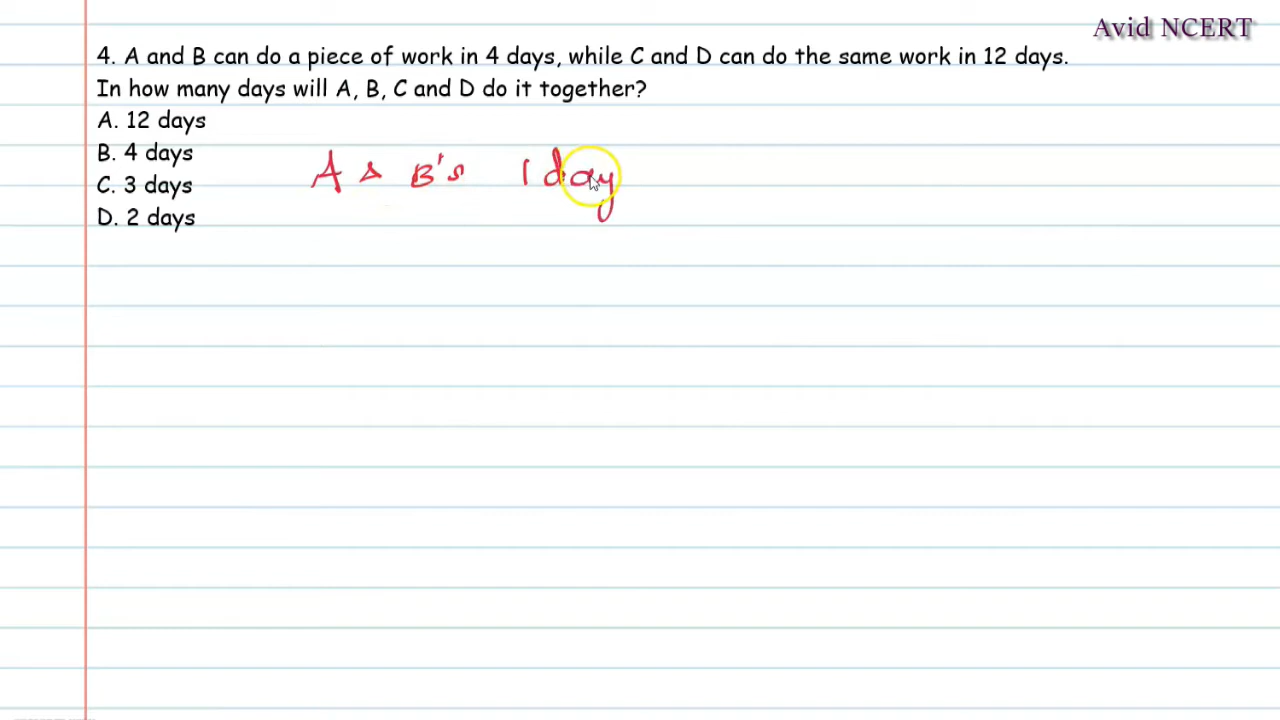 Avid NCERT
4. A and B can do a piece of work in 4 days, while C and D can do the same work in 12 days.
In how many days will A, B, C and D do it together?
A. 12 days
B. 4 days
C. 3 days
D. 2 days
A & B's 1 day